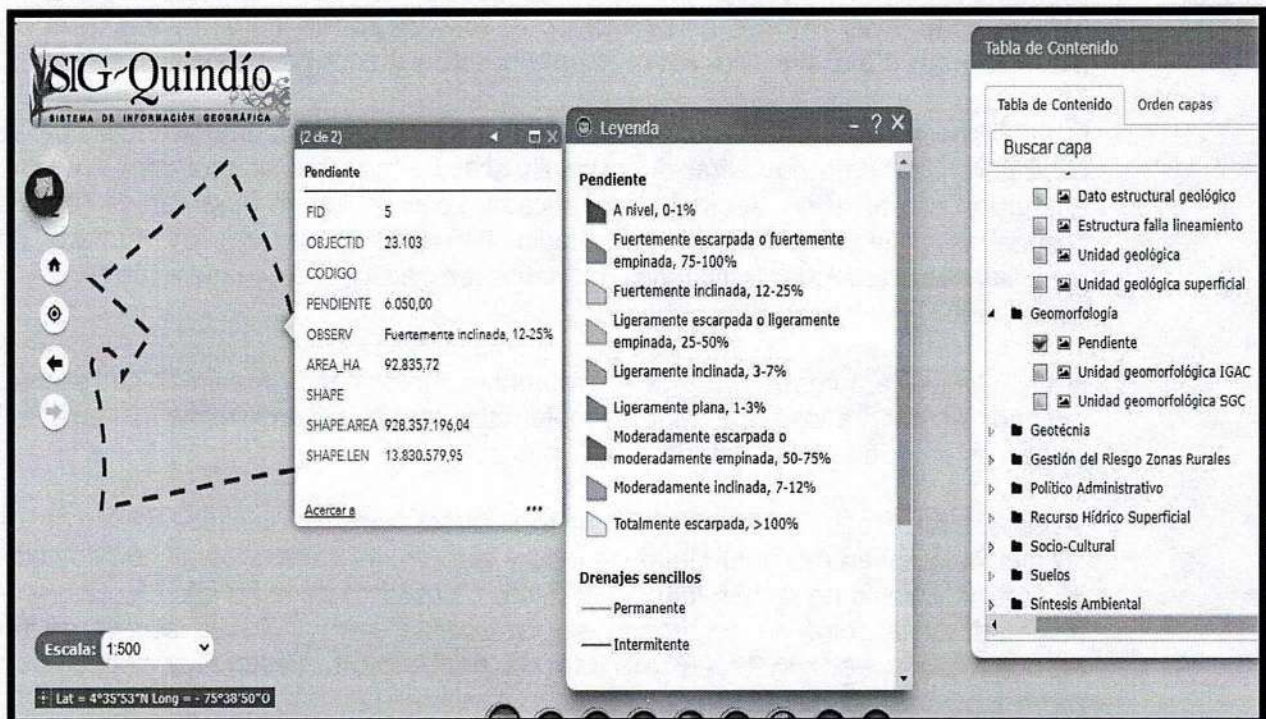 SIG-Quindío
SISTEMA DE INFORMACIÓN GEOGRÁFICA
(2 de 2)
Pendiente
FID 5
OBJECTID 23.103
CODIGO
PENDIENTE 6.050,00
OBSERV Fuertemente inclinada, 12-25%
AREA_HA 92.835,72
SHAPE
SHAPE.AREA 928.357.196,04
SHAPE.LEN 13.830.579,95
Acercar a ...
Leyenda - ? X
Pendiente
A nivel, 0-1%
Fuertemente escarpada o fuertemente
empinada, 75-100%
Fuertemente inclinada, 12-25%
Ligeramente escarpada o ligeramente
empinada, 25-50%
Ligeramente inclinada, 3-7%
Ligeramente plana, 1-3%
Moderadamente escarpada o
moderadamente empinada, 50-75%
Moderadamente inclinada, 7-12%
Totalmente escarpada, >100%
Drenajes sencillos
Permanente
Intermitente
Tabla de Contenido
Tabla de Contenido Orden capas
Buscar capa
Dato estructural geológico
Estructura falla lineamiento
Unidad geológica
Unidad geológica superficial
Geomorfología
Pendiente
Unidad geomorfológica IGAC
Unidad geomorfológica SGC
Geotécnia
Gestión del Riesgo Zonas Rurales
Político Administrativo
Recurso Hídrico Superficial
Socio-Cultural
Suelos
Síntesis Ambiental
Escala: 1:500
Lat = 4°35'53"N Long = - 75°38'50"O